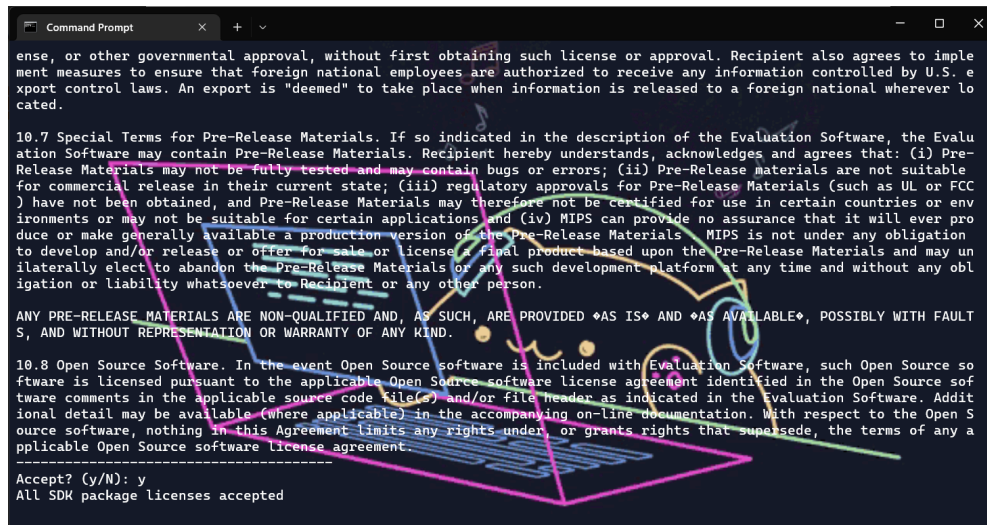 Command Prompt
ense, or other governmental approval, without first obtaining such license or approval. Recipient also agrees to imple
ment measures to ensure that foreign national employees are authorized to receive any information controlled by U.S. e
xport control laws. An export is "deemed" to take place when information is released to a foreign national wherever lo
cated.
10.7 Special Terms for Pre-Release Materials. If so indicated in the description of the Evaluation Software, the Evalu
ation Software may contain Pre-Release Materials. Recipient hereby understands, acknowledges and agrees that: (i) Pre-
Release Materials may not be fully tested and may contain bugs or errors; (ii) Pre-Release materials are not suitable
for commercial release in their current state; (iii) regulatory approvals for Pre-Release Materials (such as UL or FCC
) have not been obtained, and Pre-Release Materials may therefore not be certified for use in certain countries or env
ironments or may not be suitable for certain applications and (iv) MIPS can provide no assurance that it will ever pro
duce or make generally available a production version of the Pre-Release Materials . MIPS is not under any obligation
to develop and/or release or offer for sale or license a final product based upon the Pre-Release Materials and may un
ilaterally elect to abandon the Pre-Release Materials or any such development platform at any time and without any obl
igation or liability whatsoever to Recipient or any other person.
ANY PRE-RELEASE MATERIALS ARE NON-QUALIFIED AND, AS SUCH, ARE PROVIDED �AS IS� AND �AS AVAILABLE�, POSSIBLY WITH FAULT
S, AND WITHOUT REPRESENTATION OR WARRANTY OF ANY KIND.
10.8 Open Source Software. In the event Open Source software is included with Evaluation Software, such Open Source so
ftware is licensed pursuant to the applicable Open Source software license agreement identified in the Open Source sof
tware comments in the applicable source code file(s) and/or file header as indicated in the Evaluation Software. Addit
ional detail may be available (where applicable) in the accompanying on-line documentation. With respect to the Open S
ource software, nothing in this Agreement limits any rights under, or grants rights that supersede, the terms of any a
pplicable Open Source software license agreement.
---------------------------------------
Accept? (y/N): y
All SDK package licenses accepted